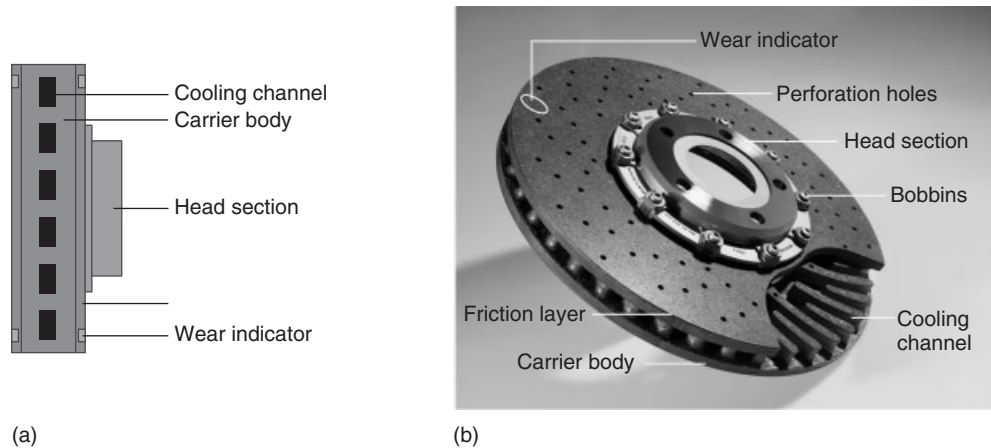 Cooling channel
Carrier body
Head section
Wear indicator
(a)
Wear indicator
Perforation holes
Head section
Bobbins
Friction layer
Cooling
channel
Carrier body
(b)